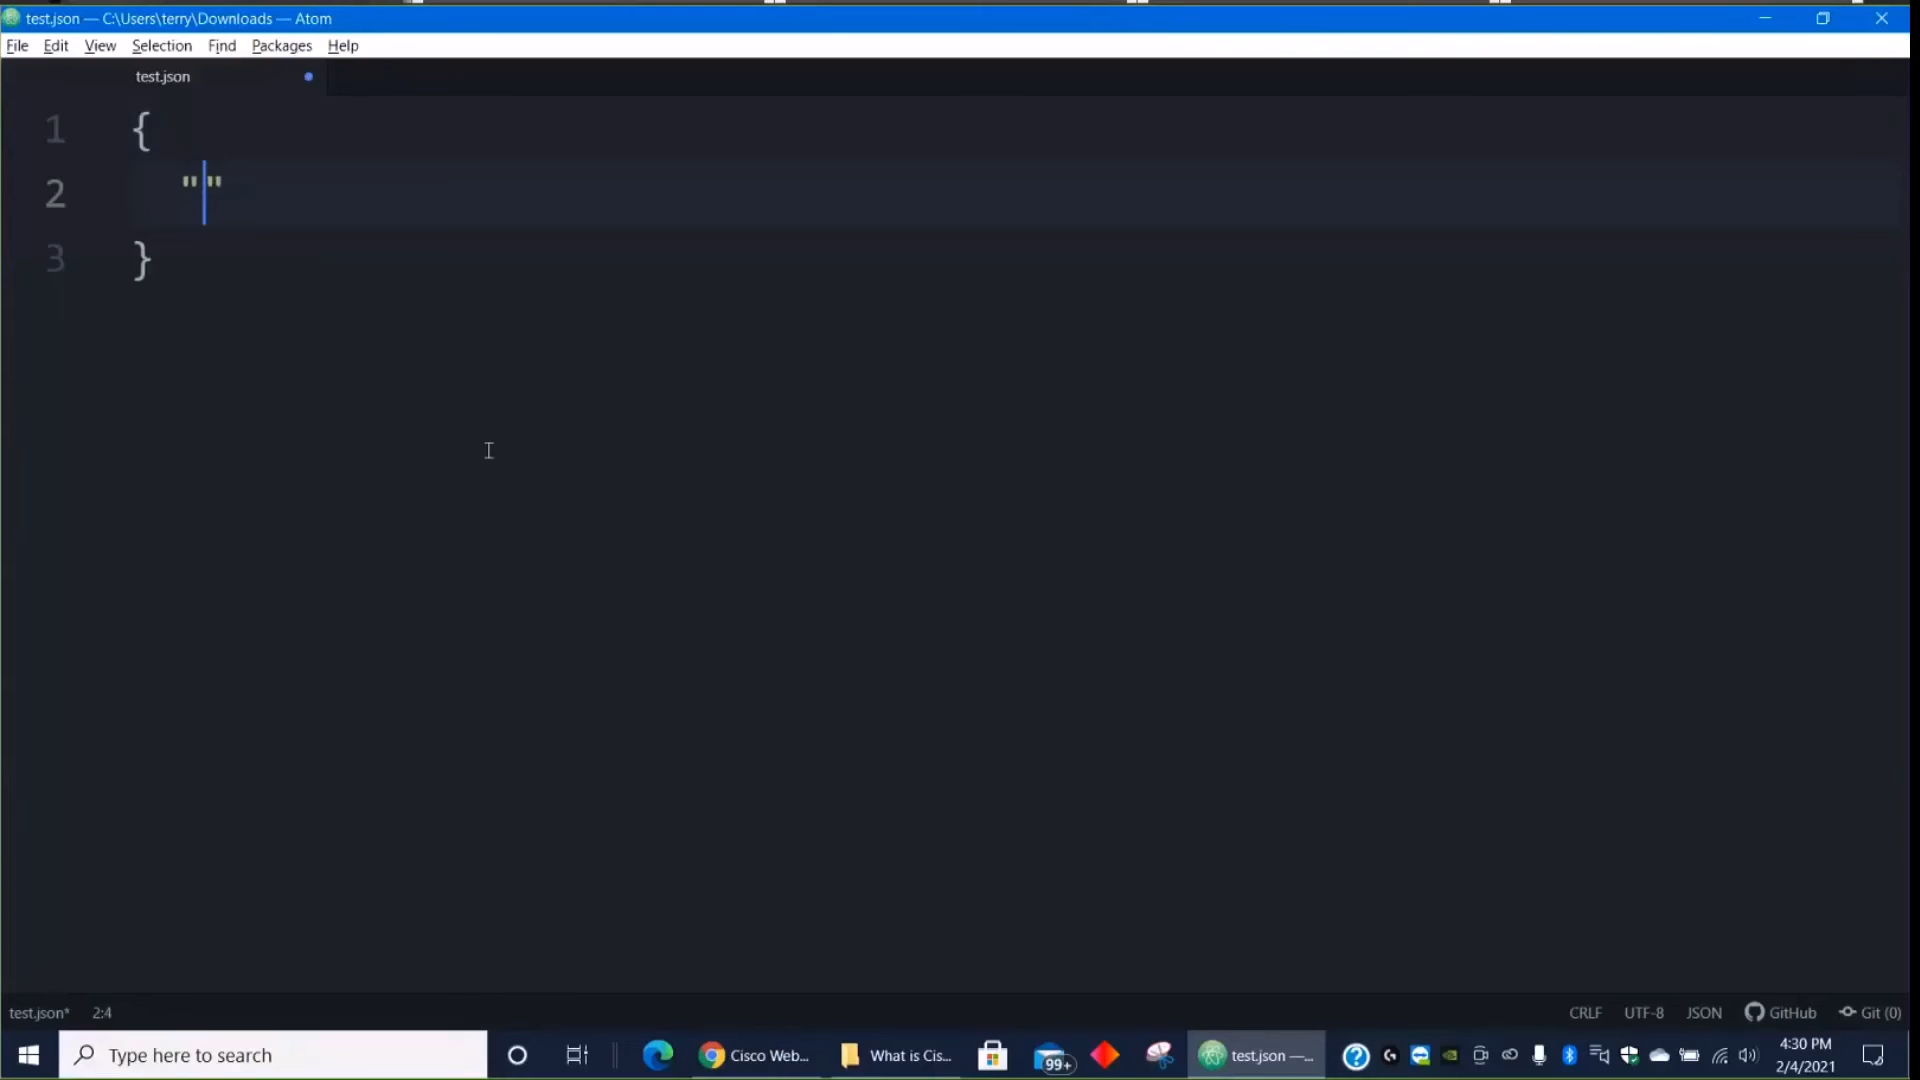 test.json — C:\Users\terry\Downloads — Atom
File Edit View Selection Find Packages Help
test.json
1 {
2 ""
3 }
test.json* 2:4 CRLF UTF-8 JSON GitHub Git (0)
Type here to search Cisco Web... What is Cis... 99+ test.json —... 4:30 PM
2/4/2021